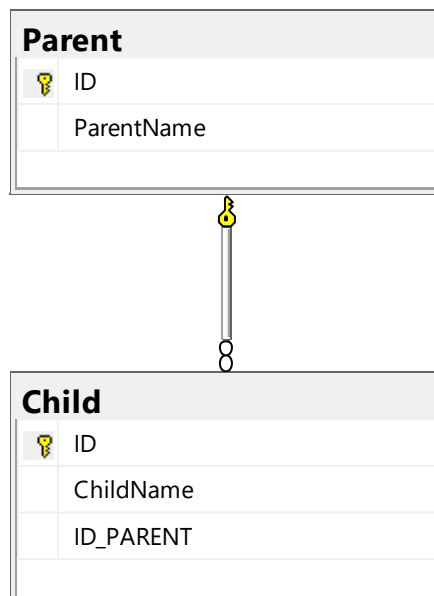 Parent
ID
ParentName
Child
ID
ChildName
ID_PARENT